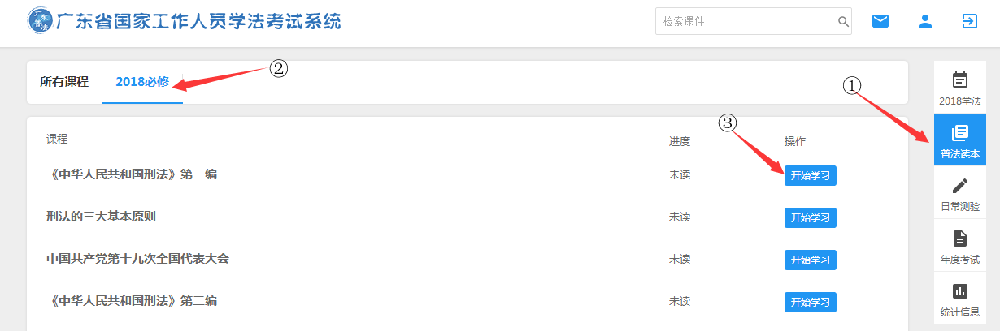 广东普法 广东省国家工作人员学法考试系统
检索课件
所有课程 2018必修 ②
①
2018学法
课程 进度 ③ 操作
普法读本
《中华人民共和国刑法》第一编 未读 开始学习
刑法的三大基本原则 未读 开始学习
日常测验
中国共产党第十九次全国代表大会 未读 开始学习
年度考试
《中华人民共和国刑法》第二编 未读 开始学习
统计信息